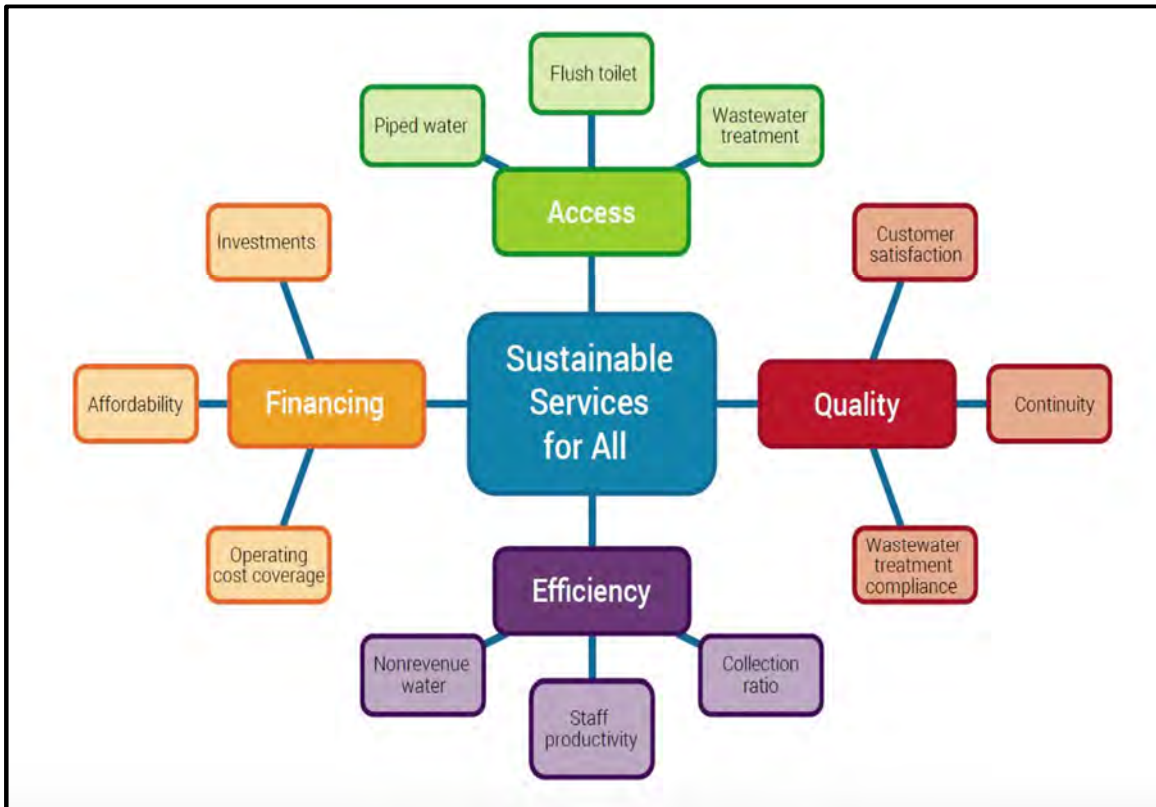 Flush toilet
Piped water
Wastewater
treatment
Access
Investments
Customer
satisfaction
Sustainable
Services
for All
Affordability
Financing
Quality
Continuity
Operating
cost coverage
Wastewater
treatment
compliance
Efficiency
Nonrevenue
water
Collection
ratio
Staff
productivity